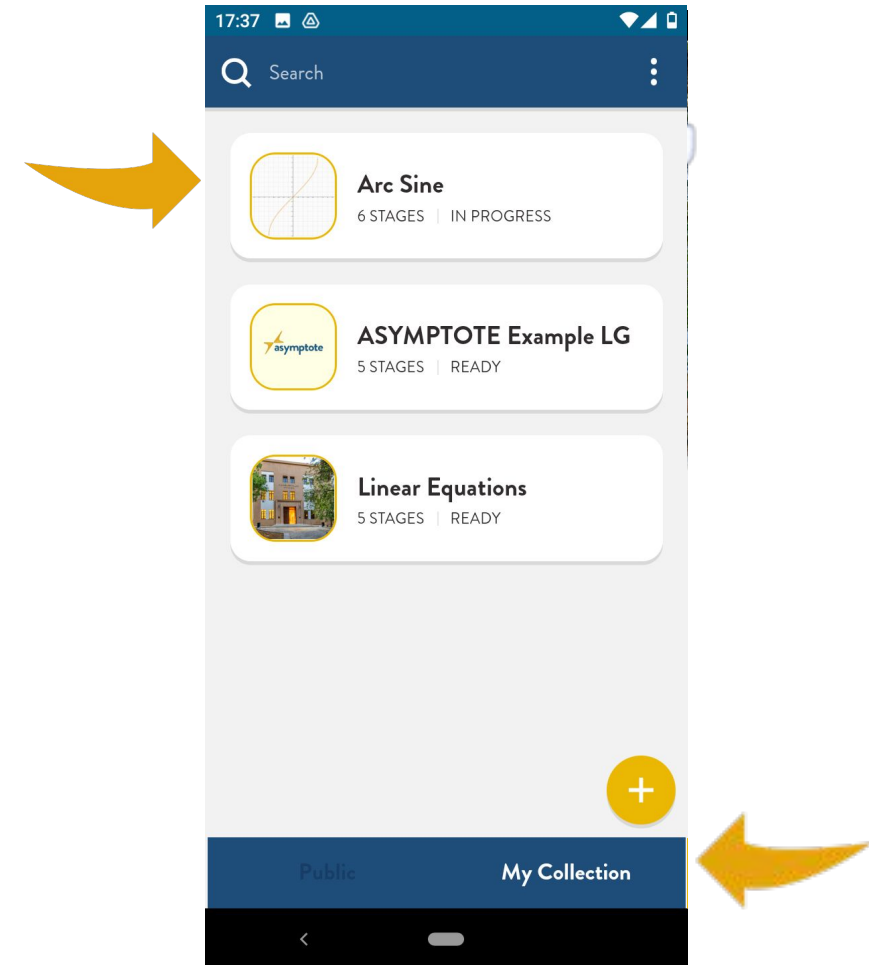 17:37
Search
Arc Sine
6 STAGES | IN PROGRESS
asymptote
ASYMPTOTE Example LG
5 STAGES | READY
Linear Equations
5 STAGES | READY
Public
My Collection